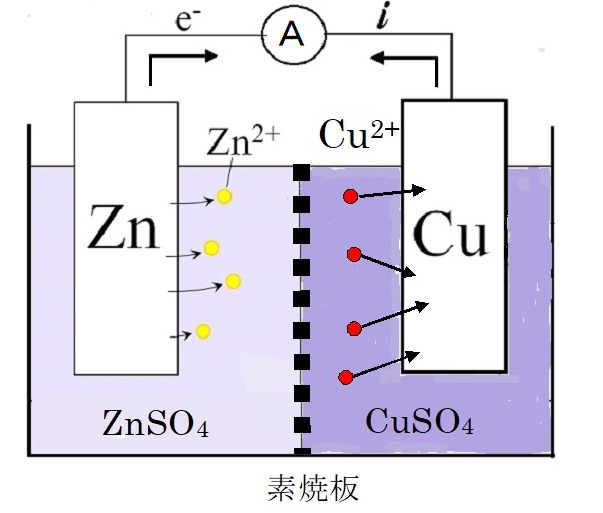 e⁻
A
i
Zn²⁺
Cu²⁺
Zn
Cu
ZnSO₄
CuSO₄
素焼板